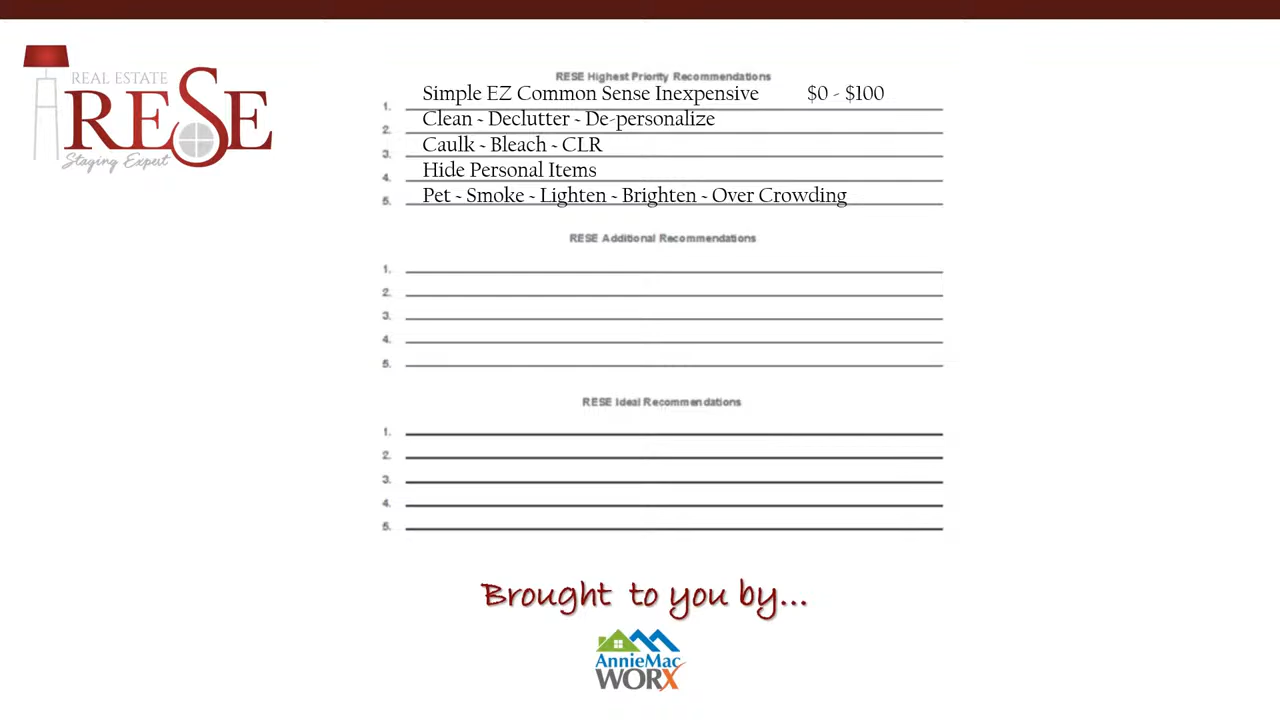 REAL ESTATE
RESE
Staging Expert
RESE Highest Priority Recommendations
1. Simple EZ Common Sense Inexpensive $0 - $100
2. Clean - Declutter - De-personalize
3. Caulk - Bleach - CLR
4. Hide Personal Items
5. Pet - Smoke - Lighten - Brighten - Over Crowding
RESE Additional Recommendations
1.
2.
3.
4.
5.
RESE Ideal Recommendations
1.
2.
3.
4.
5.
Brought to you by...
AnnieMac
WORX